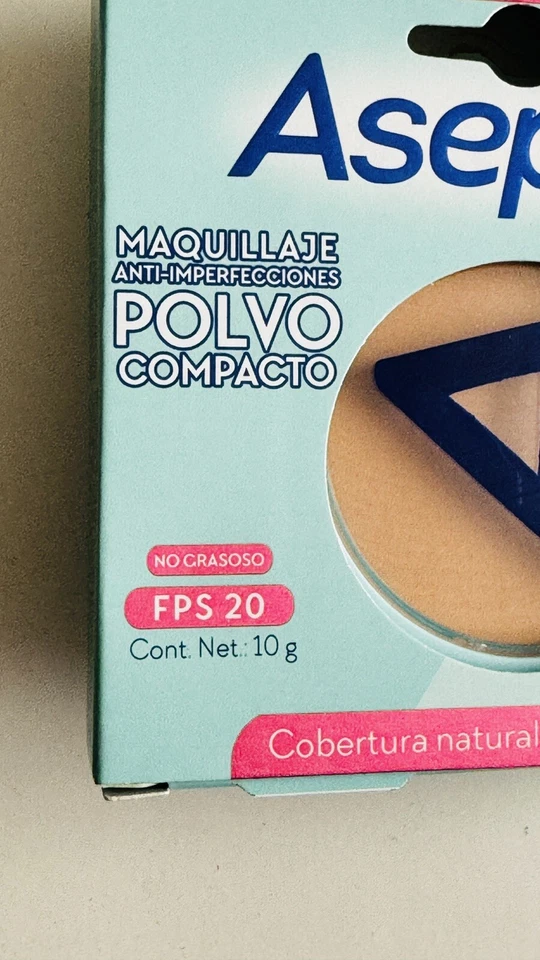 Asep
MAQUILLAJE
ANTI-IMPERFECCIONES
POLVO
COMPACTO
NO GRASOSO
FPS 20
Cont. Net.: 10 g
Cobertura natural